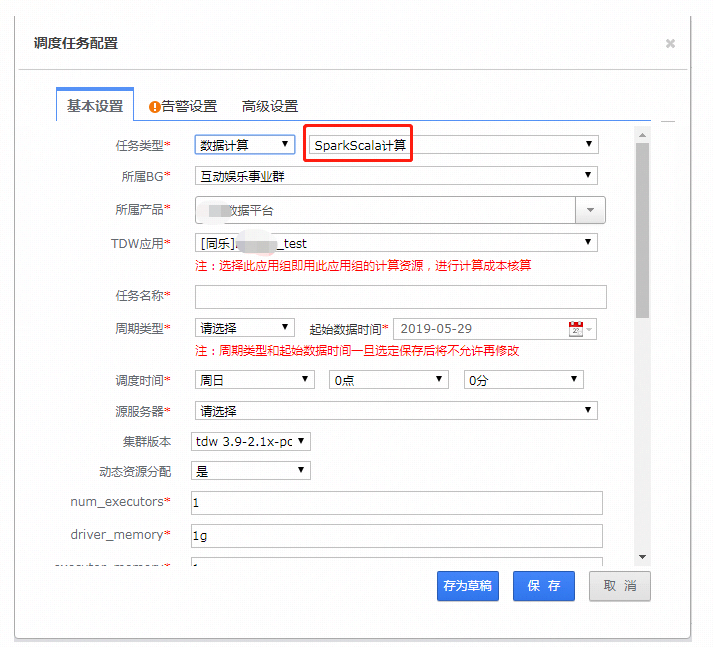 调度任务配置
基本设置 告警设置 高级设置
任务类型* 数据计算 SparkScala计算
所属BG* 互动娱乐事业群
所属产品* 数据平台
TDW应用* [同乐] _test
注：选择此应用组即用此应用组的计算资源，进行计算成本核算
任务名称*
周期类型* 请选择 起始数据时间* 2019-05-29
注：周期类型和起始数据时间一旦选定保存后将不允许再修改
调度时间* 周日 0点 0分
源服务器* 请选择
集群版本 tdw 3.9-2.1x-pc
动态资源分配 是
num_executors* 1
driver_memory* 1g
存为草稿 保 存 取 消